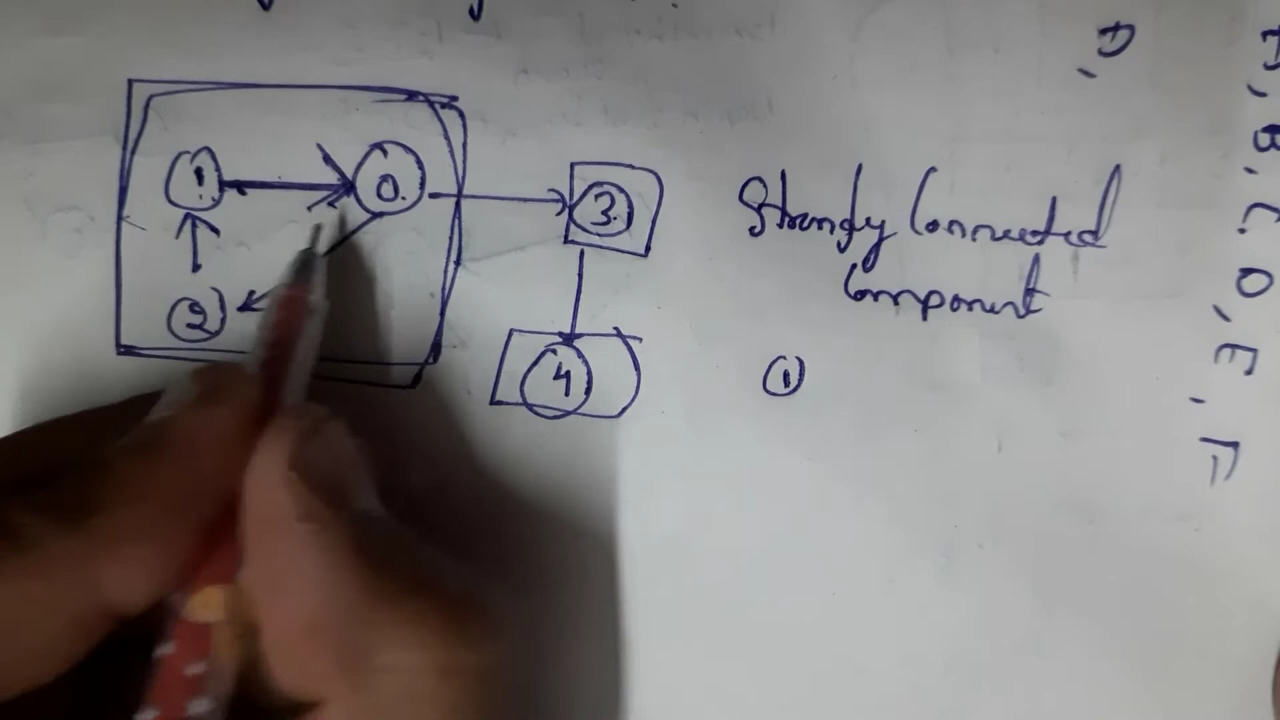 1 0 3
Strongly Connected
Component
2
4
1
D,
A, B, C, D, E, F